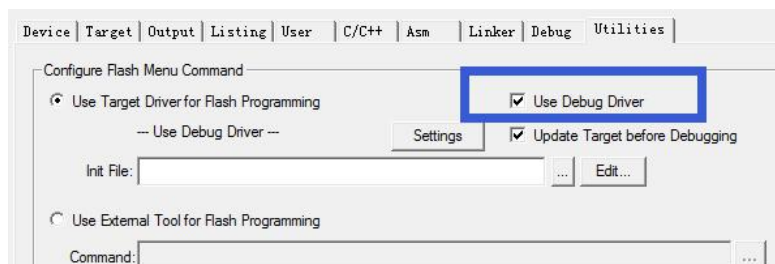 Device Target Output Listing User C/C++ Asm Linker Debug Utilities
Configure Flash Menu Command
Use Target Driver for Flash Programming Use Debug Driver
--- Use Debug Driver --- Settings Update Target before Debugging
Init File: ... Edit...
Use External Tool for Flash Programming
Command: ...